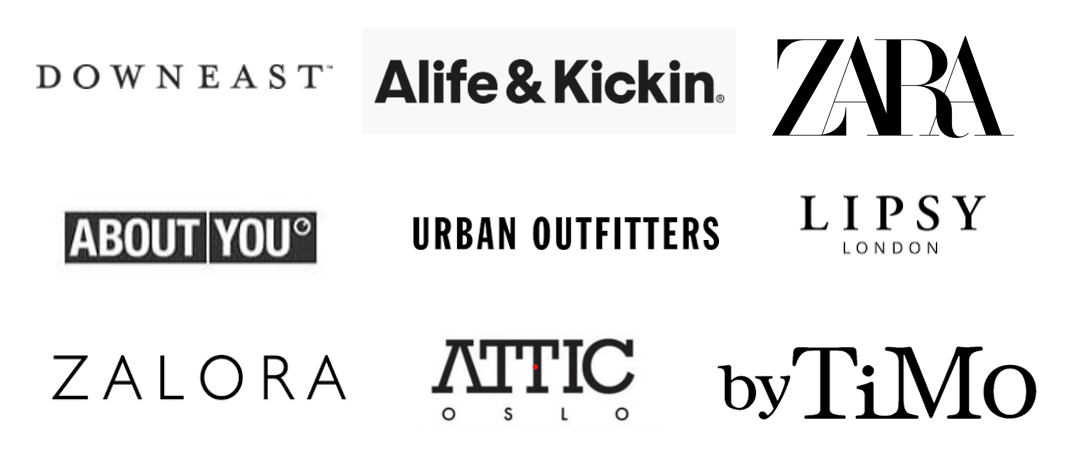 DOWNEAST™
Alife & Kickin®
ZARA
ABOUT YOU
URBAN OUTFITTERS
LIPSY
LONDON
ZALORA
ATTIC
OSLO
byTiMo